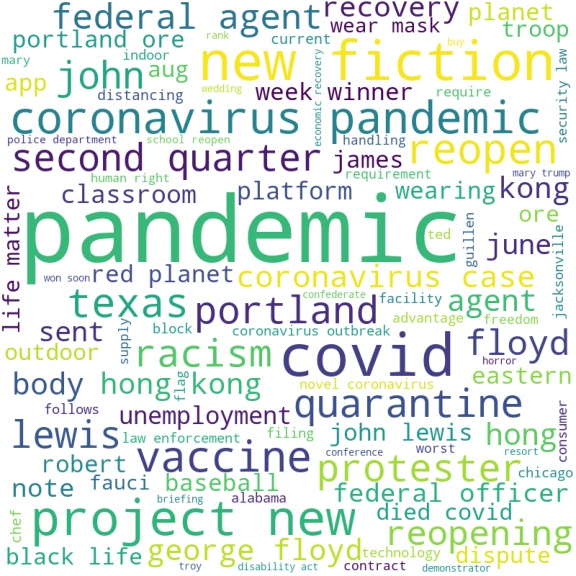 federal agent
recovery
planet
rank
current
wear mask
troop
portland ore
mary
indoor
john
aug
new fiction
buy
app
distancing
wedding
week winner
require
economic recovery
security law
coronavirus pandemic
police department
school reopen
handling
second quarter
james
reopen
human right
requirement
mary trump
life matter
classroom
platform
wearing
kong
pandemic
ore
ted
guillen
june
jacksonville
won soon
red planet
coronavirus case
texas
confederate
facility
agent
portland
advantage
freedom
sent
supply
block
coronavirus outbreak
floyd
outdoor
racism
covid
horror
eastern
body
hong kong
flag
novel coronavirus
quarantine
follows
unemployment
filing
consumer
lewis
law enforcement
john lewis
worst
hong
vaccine
conference
resort
robert
protester
chicago
note
fauci
baseball
federal officer
briefing
alabama
died covid
chef
project new
reopening
black life
george floyd
technology
dispute
troy
disability act
contract
demonstrator